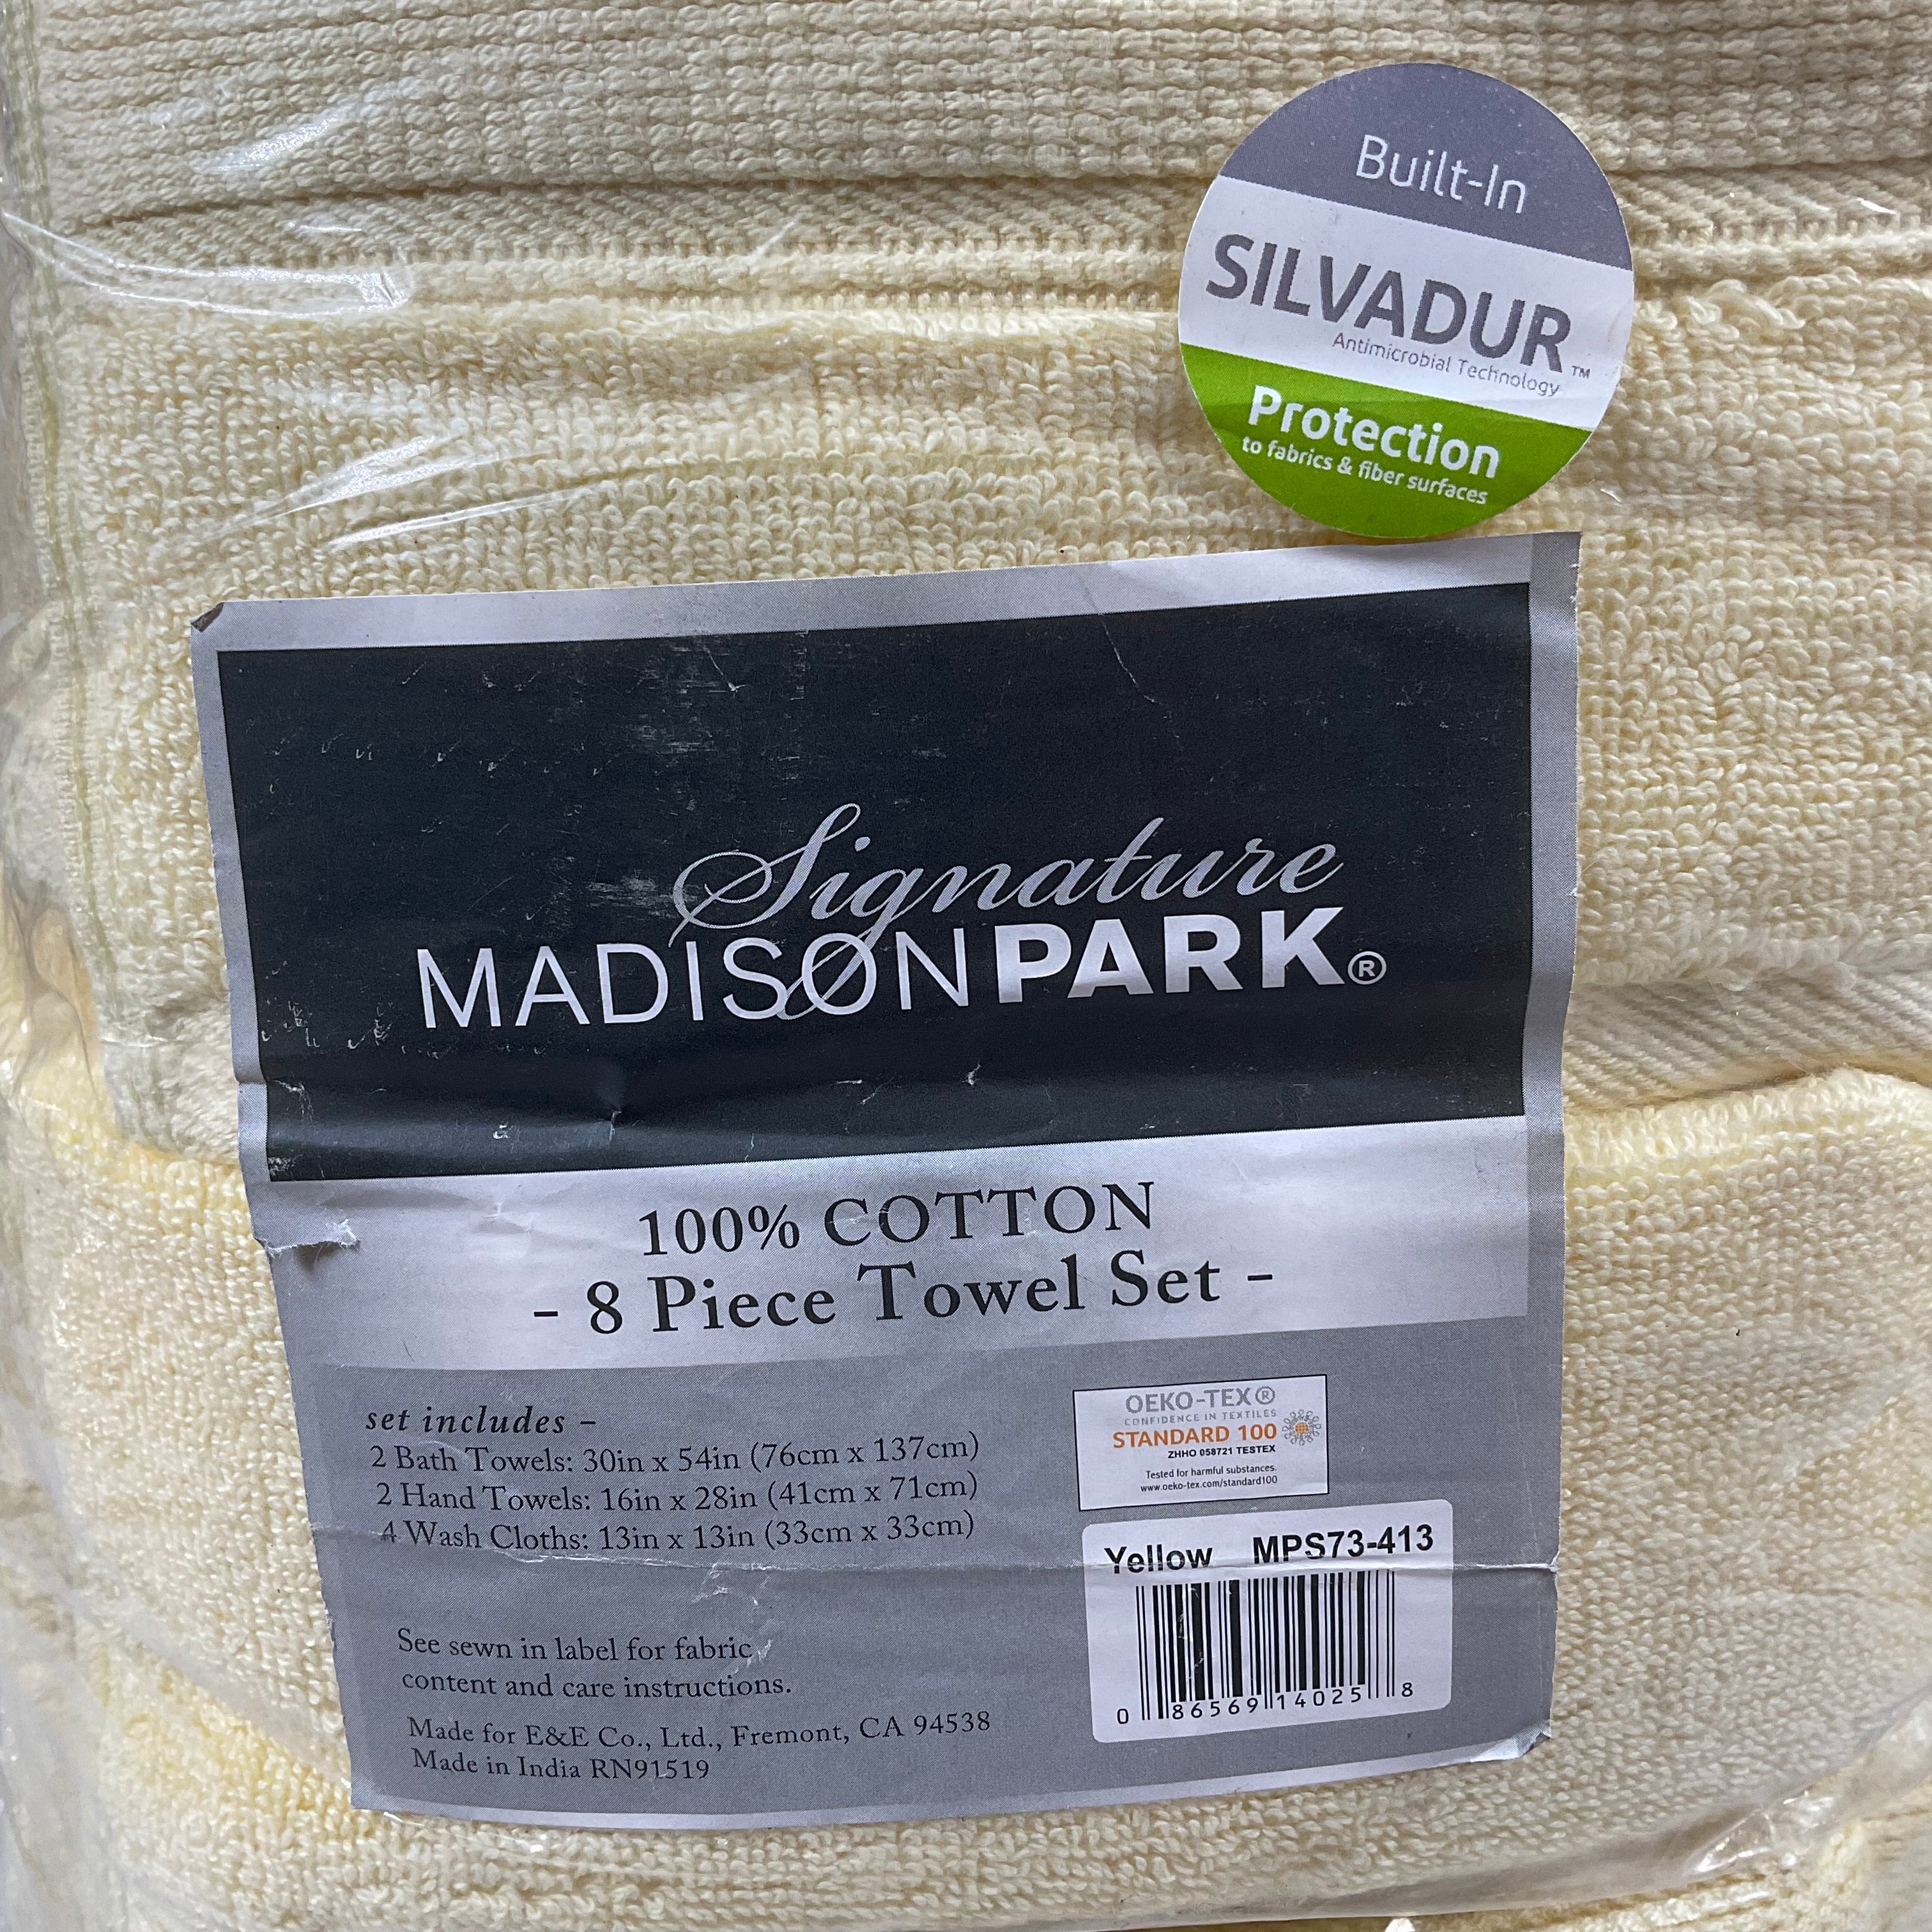 Built-In
SILVADUR™
Antimicrobial Technology
Protection
to fabrics & fiber surfaces
Signature
MADISONPARK®
100% COTTON
- 8 Piece Towel Set -
set includes –
2 Bath Towels: 30in x 54in (76cm x 137cm)
2 Hand Towels: 16in x 28in (41cm x 71cm)
4 Wash Cloths: 13in x 13in (33cm x 33cm)
OEKO-TEX®
CONFIDENCE IN TEXTILES
STANDARD 100
ZHHO 058721 TESTEX
Tested for harmful substances.
www.oeko-tex.com/standard100
Yellow MPS73-413
0 86569 14025 8
See sewn in label for fabric
content and care instructions.
Made for E&E Co., Ltd., Fremont, CA 94538
Made in India RN91519